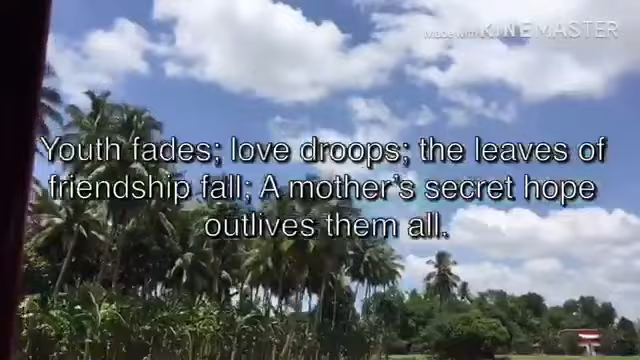 Made with KINEMASTER
Youth fades; love droops; the leaves of
friendship fall; A mother's secret hope
outlives them all.